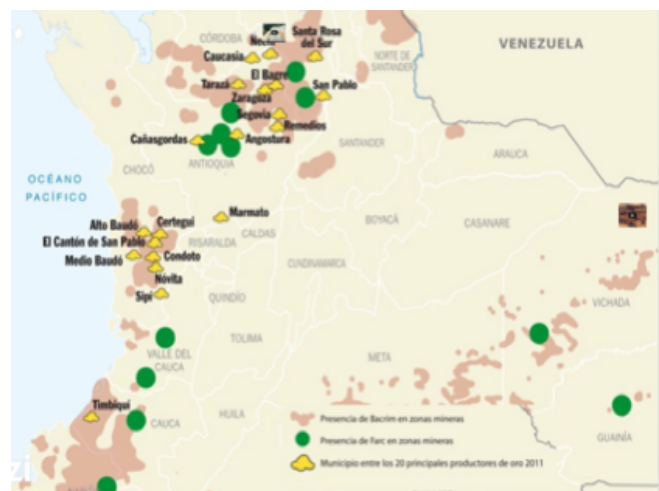 CÓRDOBA
Nechí
Santa Rosa
del Sur
VENEZUELA
Caucasia
NORTE DE
SANTANDER
Tarazá
El Bagre
San Pablo
Zaragoza
Segovia
Remedios
Cañasgordas
Angostura
ANTIOQUIA
SANTANDER
ARAUCA
CHOCÓ
OCÉANO
PACÍFICO
Marmato
BOYACÁ
CASANARE
Alto Baudó
Certegui
CALDAS
El Cantón de San Pablo
RISARALDA
Medio Baudó
Condoto
CUNDINAMARCA
Nóvita
Sipí
QUINDÍO
VICHADA
TOLIMA
VALLE DEL
CAUCA
META
Timbiquí
HUILA
CAUCA
Presencia de Bacrim en zonas mineras
Presencia de Farc en zonas mineras
GUAINÍA
Municipio entre los 20 principales productores de oro 2011